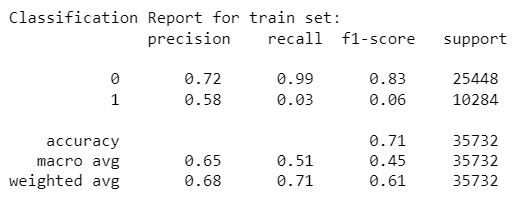 Classification Report for train set:
precision recall f1-score support
0 0.72 0.99 0.83 25448
1 0.58 0.03 0.06 10284
accuracy 0.71 35732
macro avg 0.65 0.51 0.45 35732
weighted avg 0.68 0.71 0.61 35732